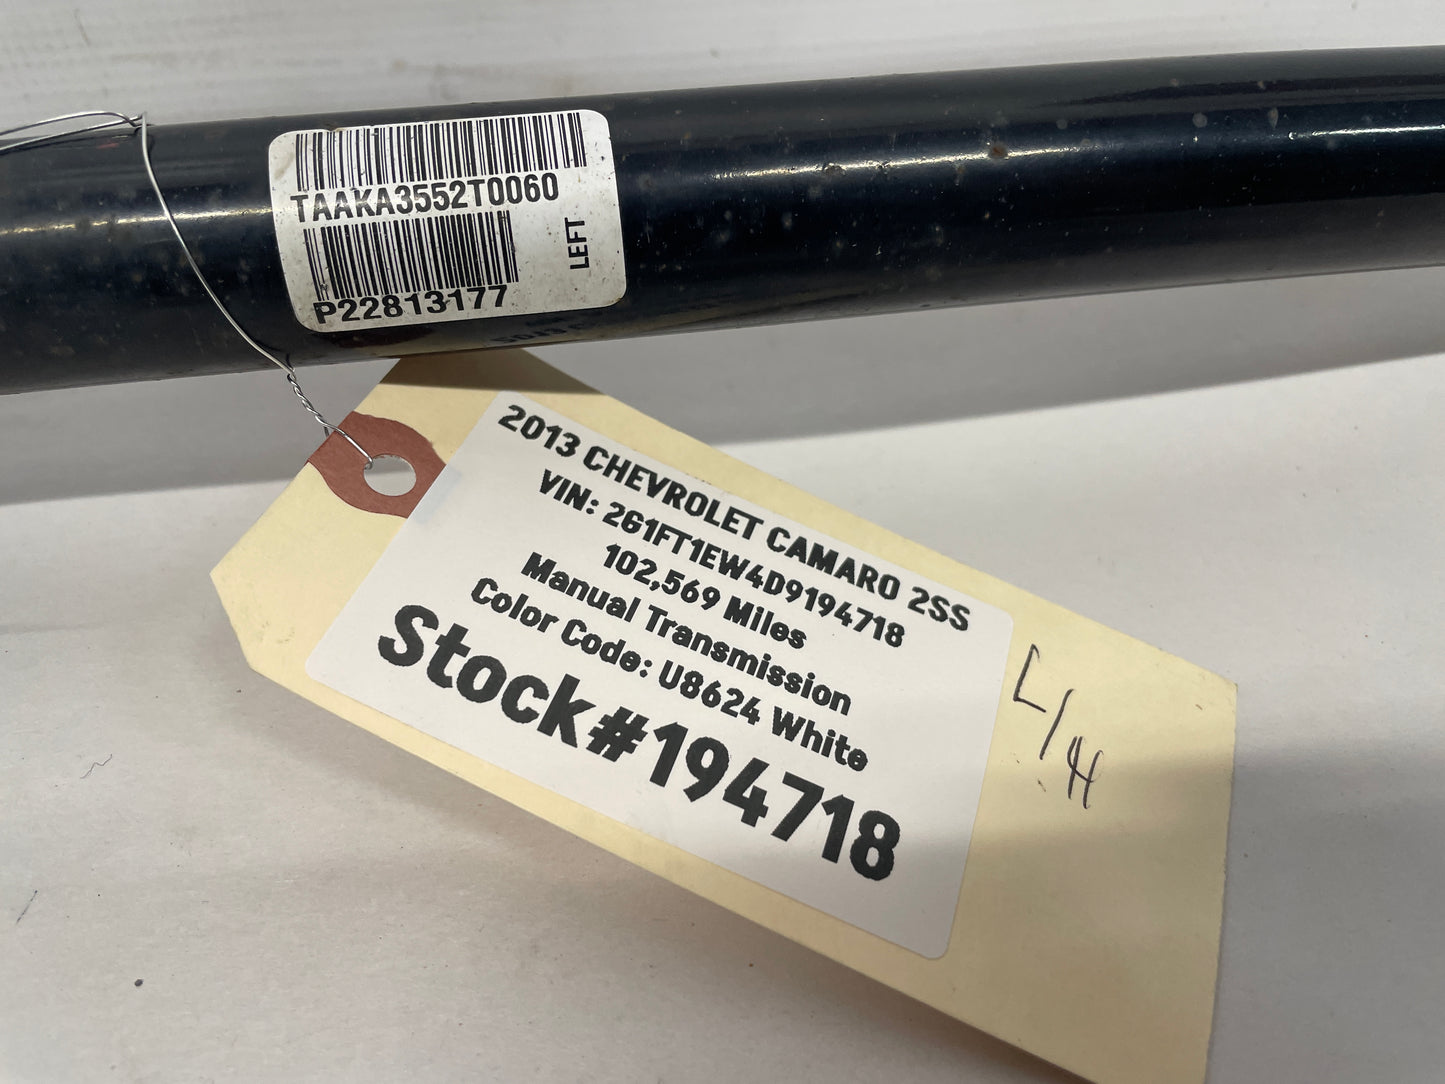 TAAKA3552T0060
LEFT
P22813177
2013 CHEVROLET CAMARO 2SS
VIN: 2G1FT1EW4D9194718
102,569 Miles
Manual Transmission
Color Code: U8624 White
Stock#194718
L/H